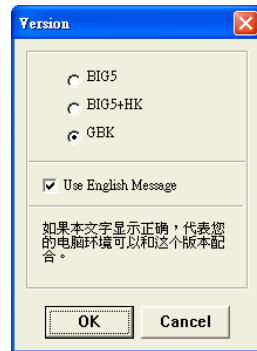 Version
BIG5
BIG5+HK
GBK
Use English Message
如果本文字显示正确，代表您
的电脑环境可以和这个版本配
合。
OK
Cancel